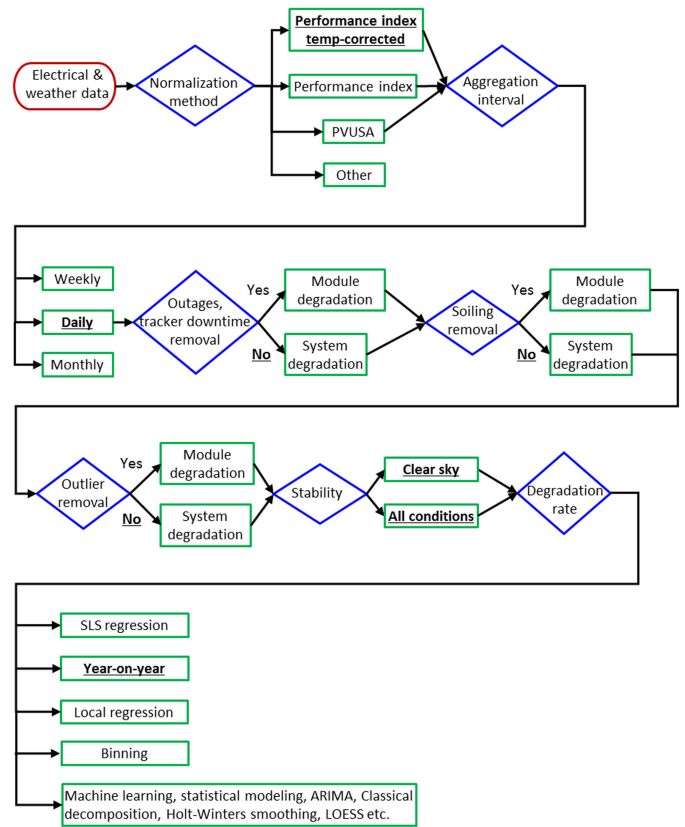 Electrical &
weather data
Normalization
method
Performance index
temp-corrected
Performance index
PVUSA
Other
Aggregation
interval
Weekly
Daily
Monthly
Outages,
tracker downtime
removal
Yes
No
Module
degradation
System
degradation
Soiling
removal
Yes
No
Module
degradation
System
degradation
Outlier
removal
Yes
No
Module
degradation
System
degradation
Stability
Clear sky
All conditions
Degradation
rate
SLS regression
Year-on-year
Local regression
Binning
Machine learning, statistical modeling, ARIMA, Classical
decomposition, Holt-Winters smoothing, LOESS etc.